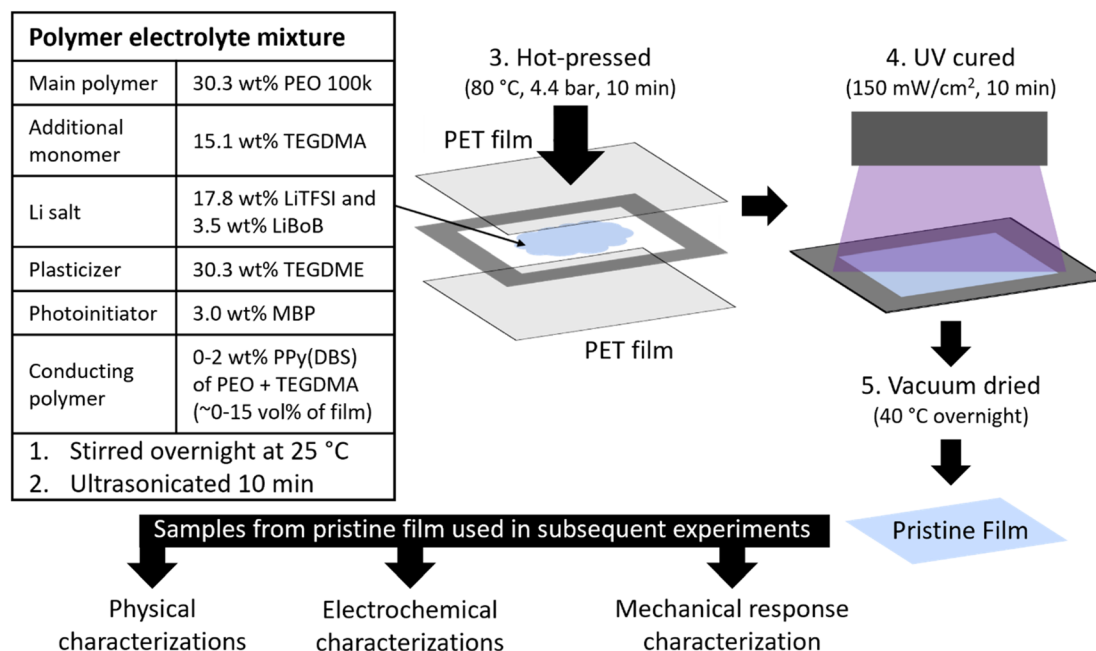 Polymer electrolyte mixture
Main polymer
30.3 wt% PEO 100k
Additional
monomer
15.1 wt% TEGDMA
Li salt
17.8 wt% LiTFSI and
3.5 wt% LiBoB
Plasticizer
30.3 wt% TEGDME
Photoinitiator
3.0 wt% MBP
Conducting
polymer
0-2 wt% PPy(DBS)
of PEO + TEGDMA
(~0-15 vol% of film)
1. Stirred overnight at 25 °C
2. Ultrasonicated 10 min
3. Hot-pressed
(80 °C, 4.4 bar, 10 min)
PET film
PET film
4. UV cured
(150 mW/cm², 10 min)
5. Vacuum dried
(40 °C overnight)
Pristine Film
Samples from pristine film used in subsequent experiments
Physical
characterizations
Electrochemical
characterizations
Mechanical response
characterization